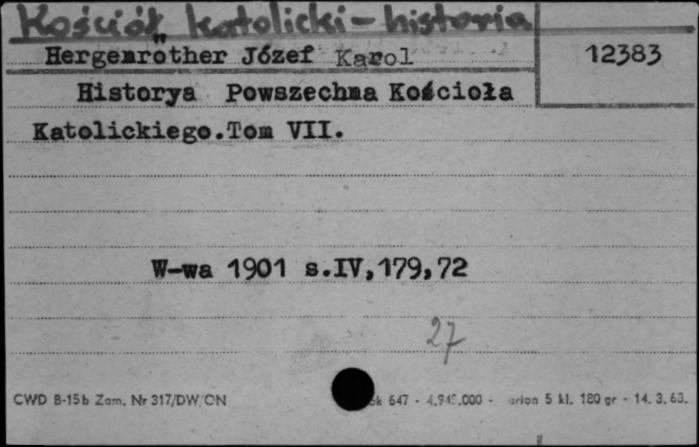 Kościół katolicki - historia
Hergenröther Józef Karol 12383
Historya Powszechna Kościoła
Katolickiego.Tom VII.
W-wa 1901 s.IV,179,72
27
CWD B-15b Zam. Nr 317/DW/CN 647 - 4.945.000 - 5 kl. 180 gr - 14. 3. 63.